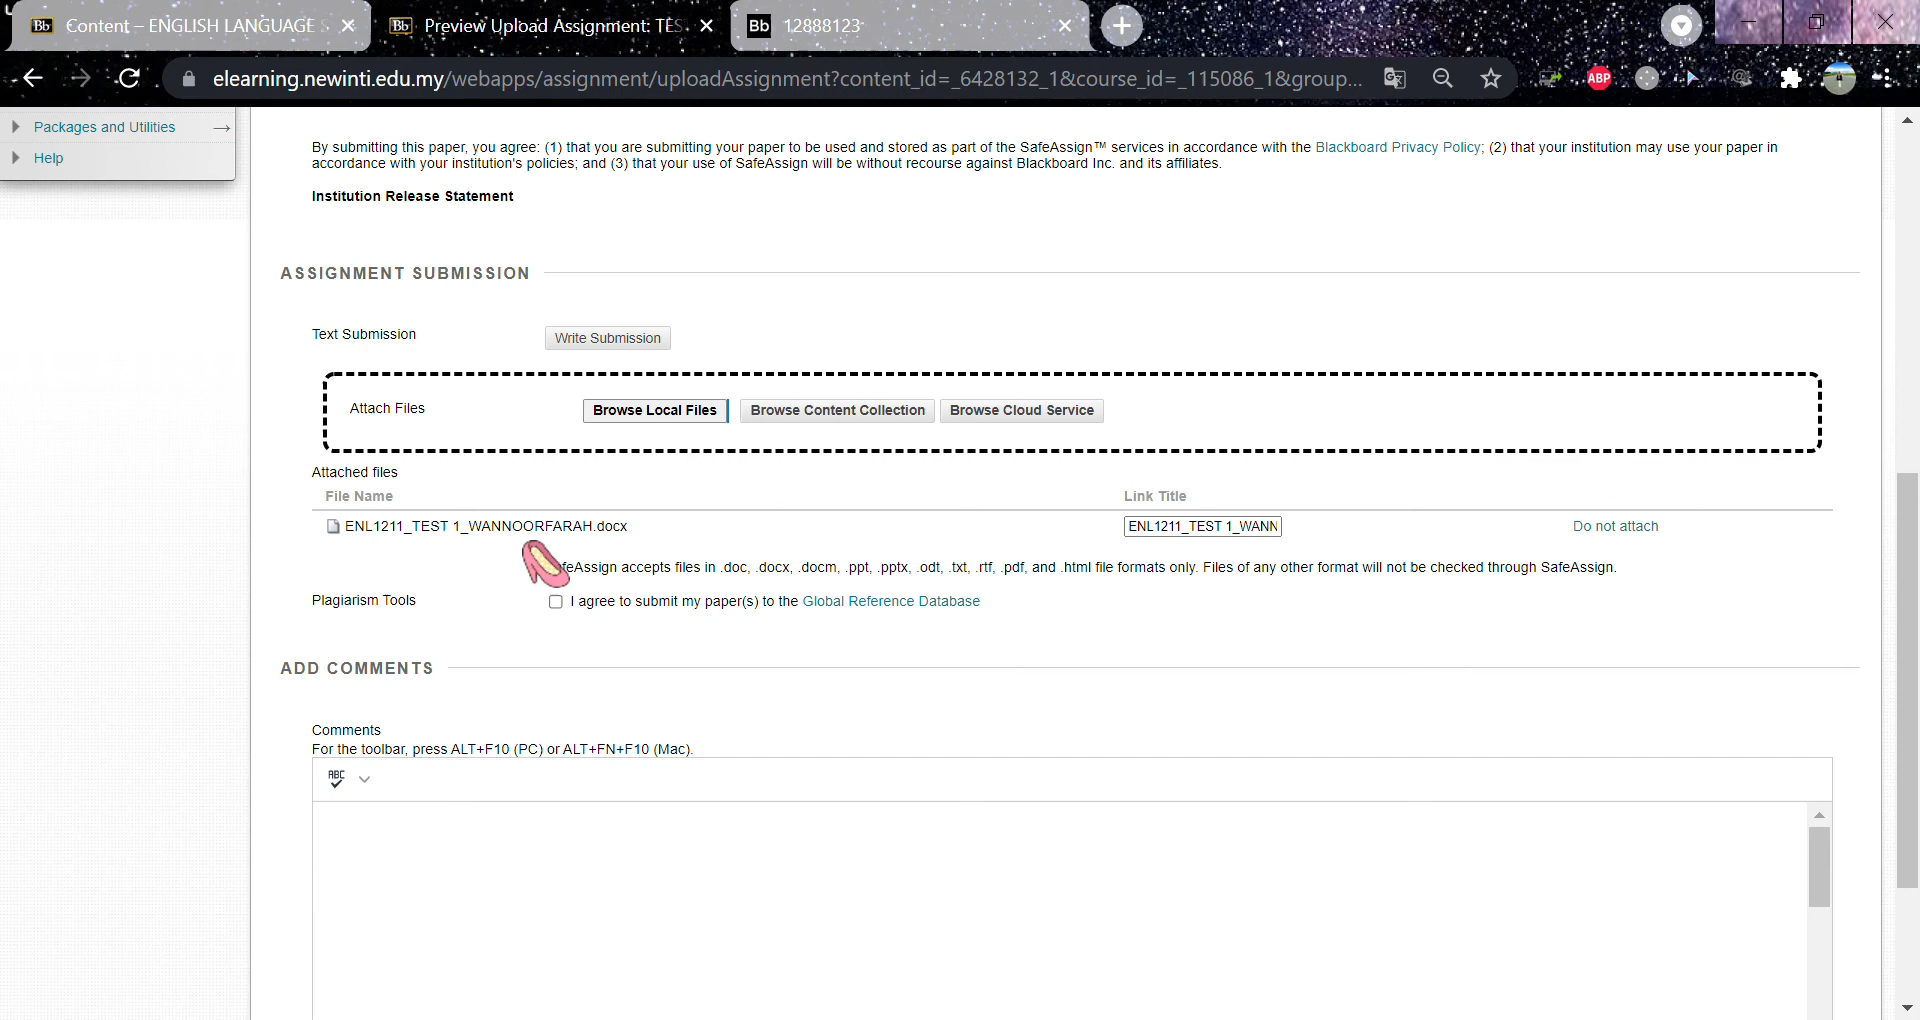 Content – ENGLISH LANGUAGE S
Preview Upload Assignment: TES
12888123
elearning.newinti.edu.my/webapps/assignment/uploadAssignment?content_id=_6428132_1&course_id=_115086_1&group...
ABP
Packages and Utilities
Help
By submitting this paper, you agree: (1) that you are submitting your paper to be used and stored as part of the SafeAssign™ services in accordance with the Blackboard Privacy Policy; (2) that your institution may use your paper in
accordance with your institution's policies; and (3) that your use of SafeAssign will be without recourse against Blackboard Inc. and its affiliates.
Institution Release Statement
ASSIGNMENT SUBMISSION
Text Submission
Write Submission
Attach Files
Browse Local Files
Browse Content Collection
Browse Cloud Service
Attached files
File Name
Link Title
ENL1211_TEST 1_WANNOORFARAH.docx
ENL1211_TEST 1_WANN
Do not attach
feAssign accepts files in .doc, .docx, .docm, .ppt, .pptx, .odt, .txt, .rtf, .pdf, and .html file formats only. Files of any other format will not be checked through SafeAssign.
Plagiarism Tools
I agree to submit my paper(s) to the Global Reference Database
ADD COMMENTS
Comments
For the toolbar, press ALT+F10 (PC) or ALT+FN+F10 (Mac).
ABC